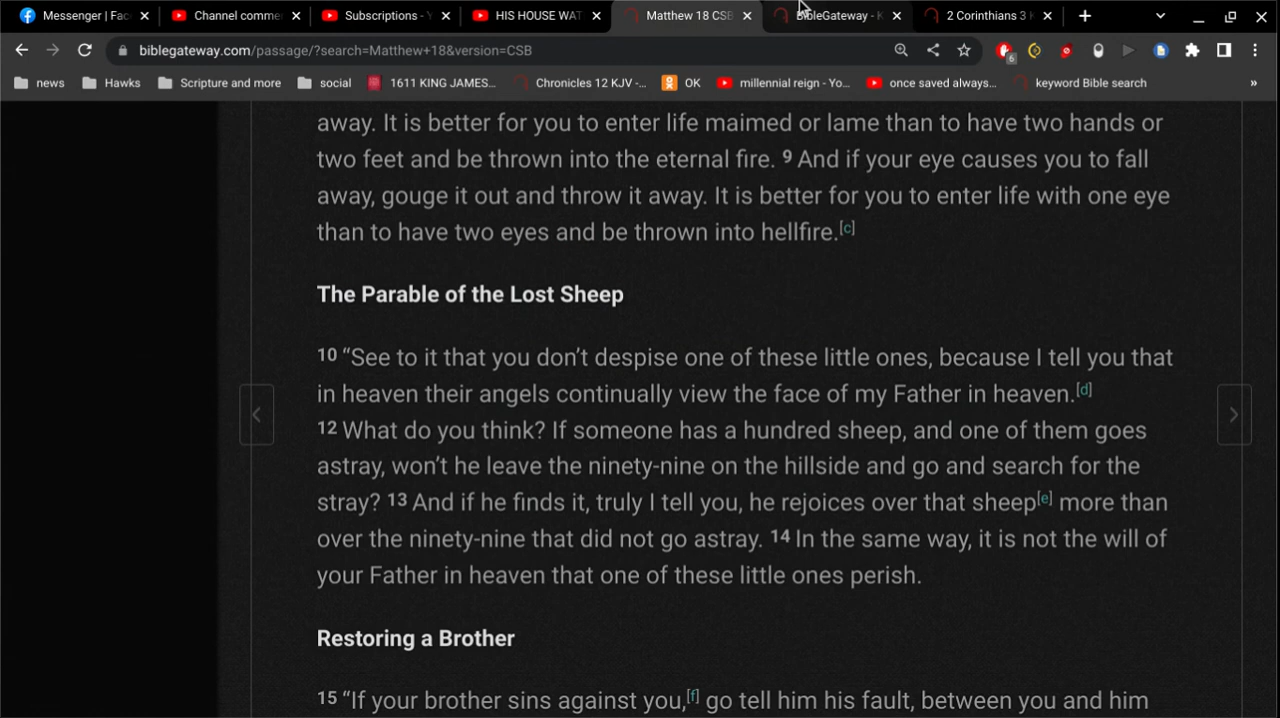 Messenger | Fac
Channel comme
Subscriptions - Y
HIS HOUSE WAT
Matthew 18 CSB
BibleGateway - K
2 Corinthians 3 K
biblegateway.com/passage/?search=Matthew+18&version=CSB
6
news
Hawks
Scripture and more
social
1611 KING JAMES...
Chronicles 12 KJV -...
OK
millennial reign - Yo...
once saved always...
keyword Bible search
»
away. It is better for you to enter life maimed or lame than to have two hands or
two feet and be thrown into the eternal fire. 9 And if your eye causes you to fall
away, gouge it out and throw it away. It is better for you to enter life with one eye
than to have two eyes and be thrown into hellfire.[c]
The Parable of the Lost Sheep
10 “See to it that you don’t despise one of these little ones, because I tell you that
in heaven their angels continually view the face of my Father in heaven.[d]
12 What do you think? If someone has a hundred sheep, and one of them goes
astray, won’t he leave the ninety-nine on the hillside and go and search for the
stray? 13 And if he finds it, truly I tell you, he rejoices over that sheep[e] more than
over the ninety-nine that did not go astray. 14 In the same way, it is not the will of
your Father in heaven that one of these little ones perish.
Restoring a Brother
15 “If your brother sins against you,[f] go tell him his fault, between you and him